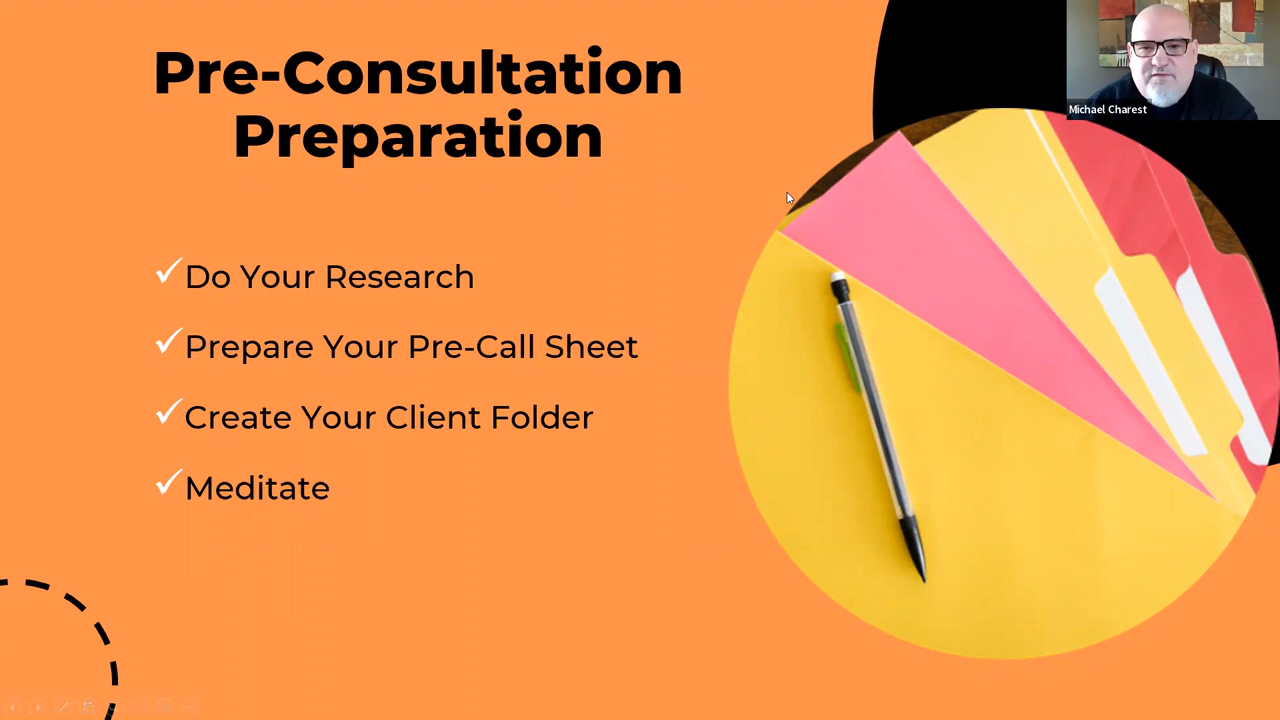 Pre-Consultation
Preparation
Do Your Research
Prepare Your Pre-Call Sheet
Create Your Client Folder
Meditate
Michael Charest